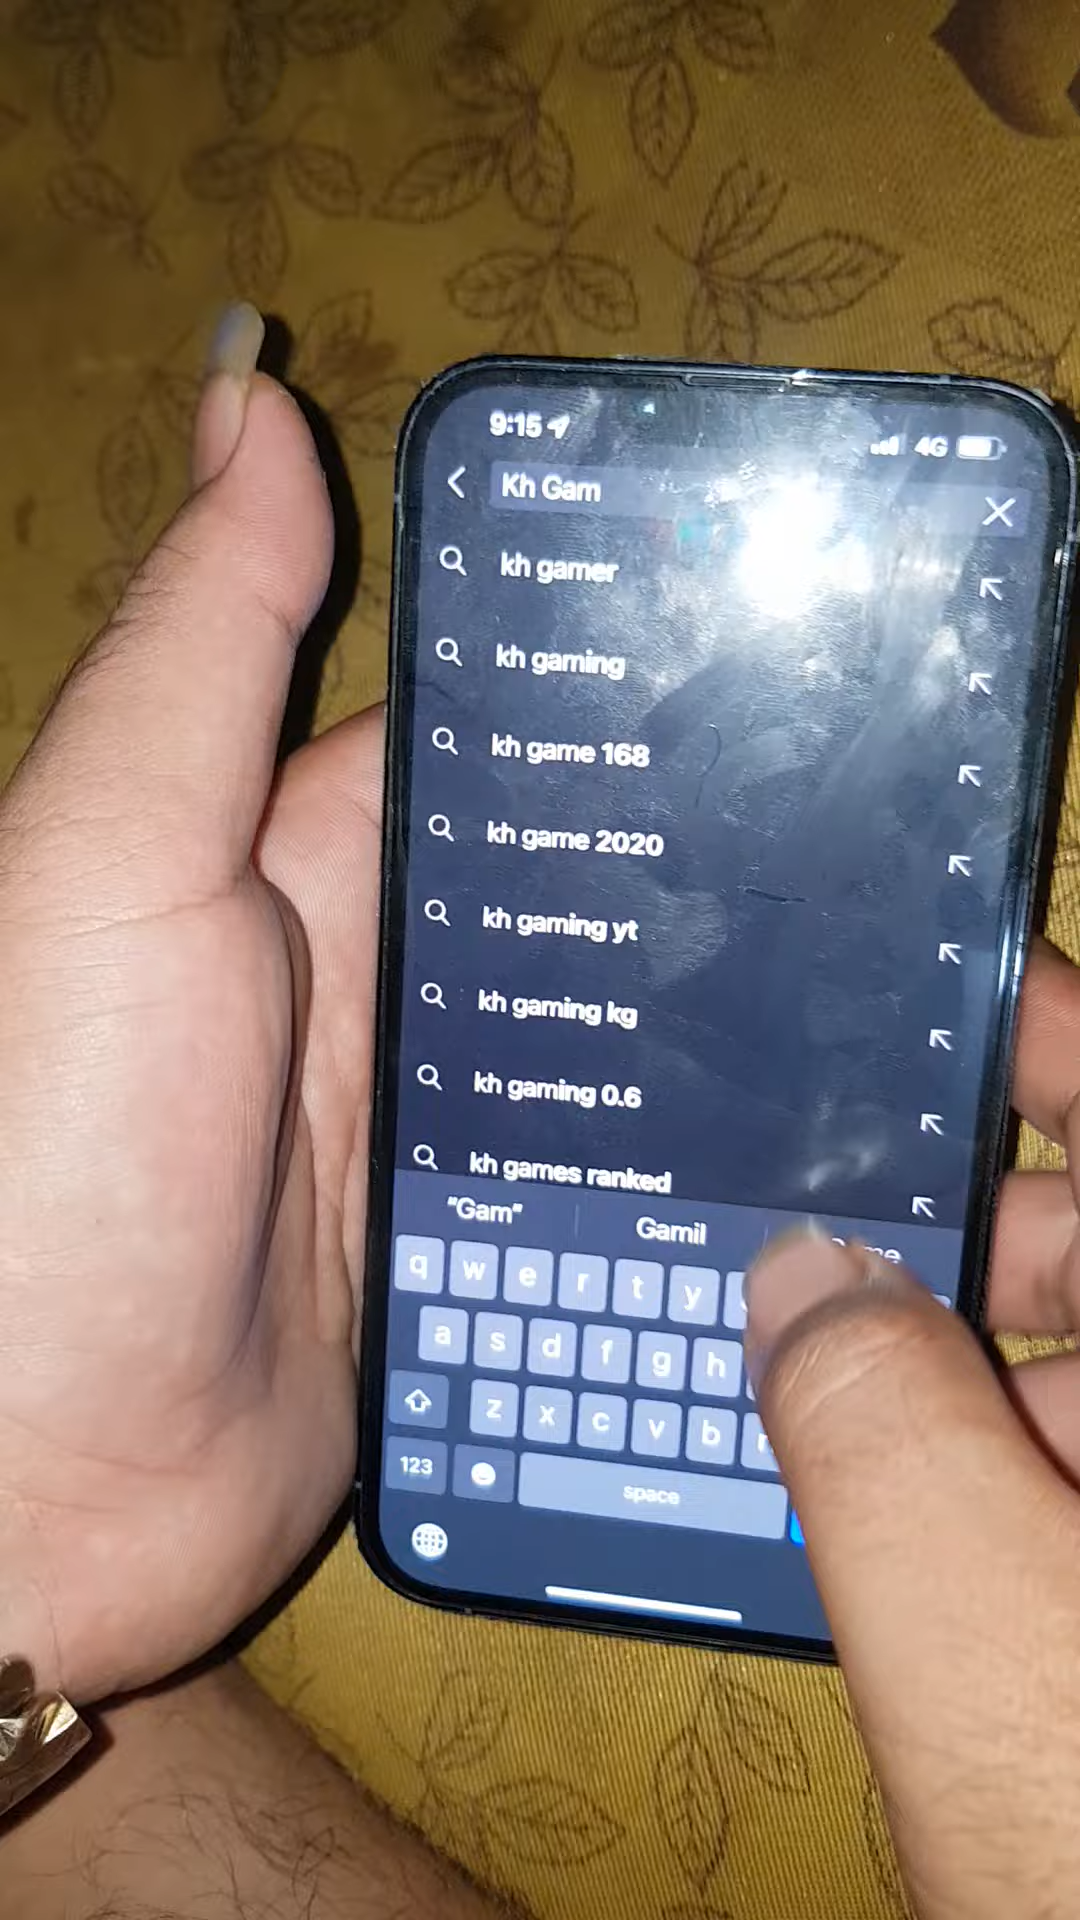 9:15 4G
Kh Gam
kh gamer
kh gaming
kh game 168
kh game 2020
kh gaming yt
kh gaming kg
kh gaming 0.6
kh games ranked
"Gam" Gamil
q w e r t y
a s d f g h
z x c v b
123 space